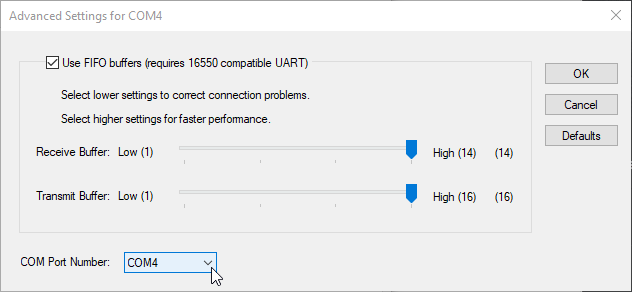 Advanced Settings for COM4
Use FIFO buffers (requires 16550 compatible UART)
OK
Select lower settings to correct connection problems.
Cancel
Select higher settings for faster performance.
Defaults
Receive Buffer: Low (1) High (14) (14)
Transmit Buffer: Low (1) High (16) (16)
COM Port Number: COM4